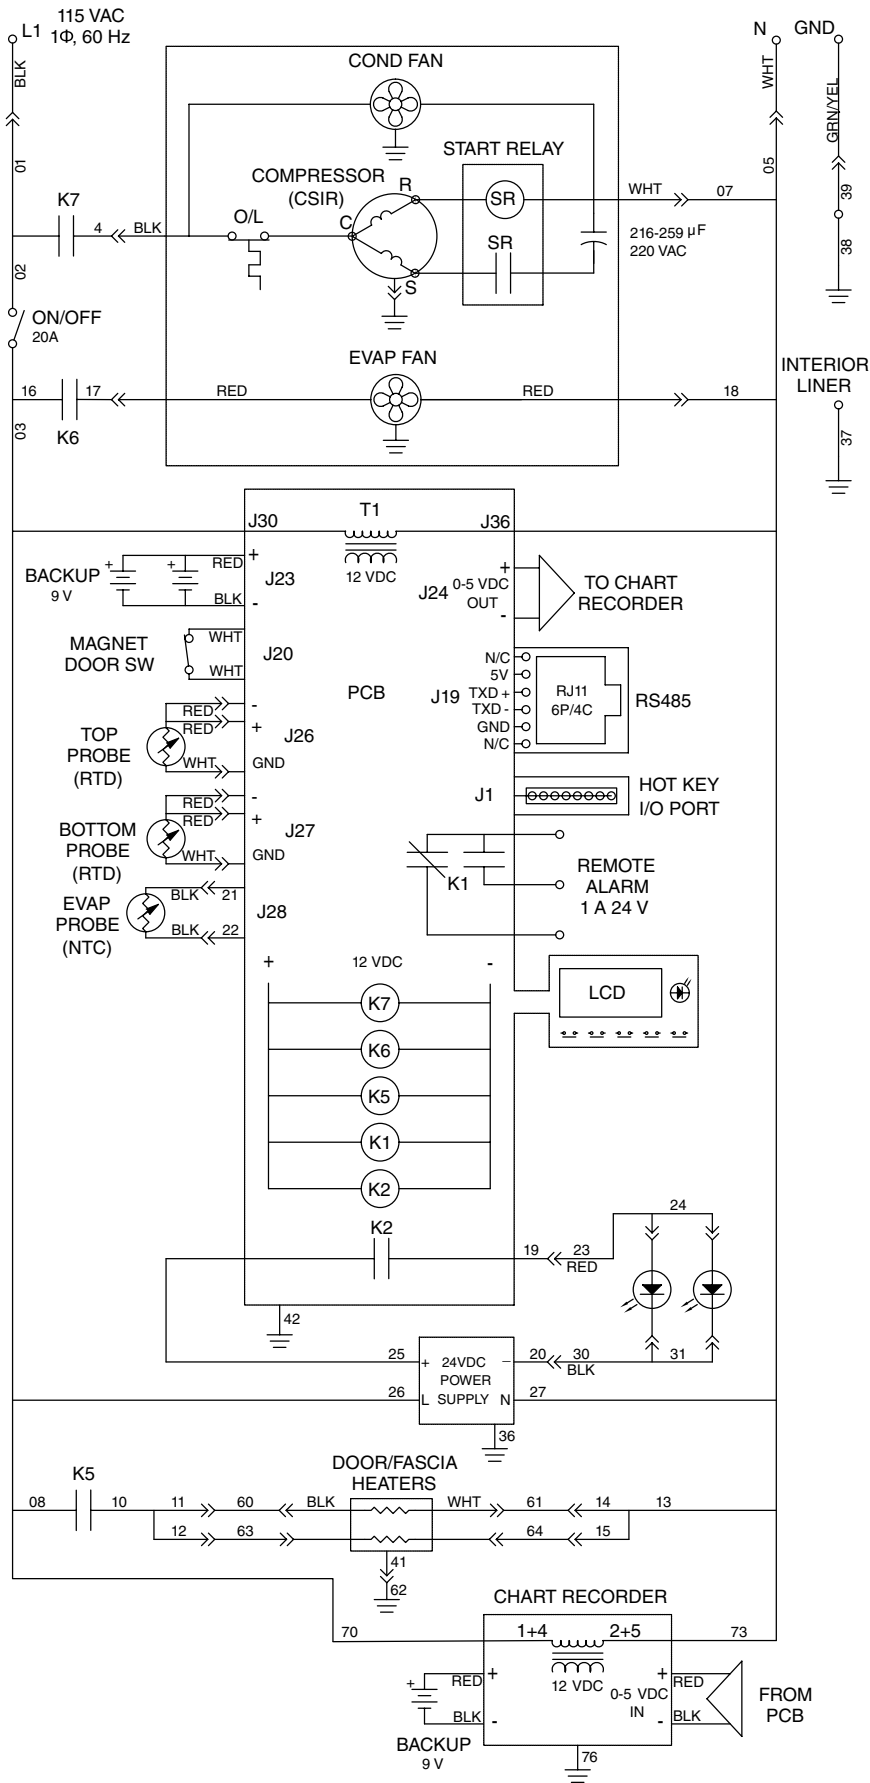 115 VAC
L1
1Φ, 60 Hz
N
GND
BLK
WHT
GRN/YEL
01
05
39
38
COND FAN
START RELAY
COMPRESSOR
(CSIR)
R
SR
WHT
07
K7
4
BLK
O/L
C
SR
216-259 µF
220 VAC
S
02
ON/OFF
20A
EVAP FAN
INTERIOR
LINER
16
17
RED
RED
18
K6
03
37
J30
T1
J36
12 VDC
BACKUP
9 V
+
+
RED
+
BLK
-
J23
J24
+
0-5 VDC
OUT
-
TO CHART
RECORDER
MAGNET
DOOR SW
WHT
WHT
J20
PCB
J19
N/C
5V
TXD +
TXD -
GND
N/C
RJ11
6P/4C
RS485
TOP
PROBE
(RTD)
RED
-
RED
+
WHT
GND
J26
J1
HOT KEY
I/O PORT
BOTTOM
PROBE
(RTD)
RED
-
RED
+
WHT
GND
J27
K1
REMOTE
ALARM
1 A 24 V
EVAP
PROBE
(NTC)
BLK
21
BLK
22
J28
+
12 VDC
-
LCD
K7
K6
K5
K1
K2
K2
19
23
RED
24
42
25
+
24VDC
POWER
SUPPLY
−
20
30
BLK
31
26
L
N
27
36
DOOR/FASCIA
HEATERS
K5
08
10
11
60
BLK
WHT
61
14
13
12
63
64
15
41
62
CHART RECORDER
70
1+4
2+5
73
12 VDC
+
RED
+
BLK
-
BACKUP
9 V
0-5 VDC
IN
+
RED
-
BLK
FROM
PCB
76